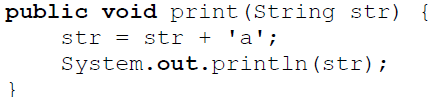 public void print(String str) {
    str = str + 'a';
    System.out.println(str);
}